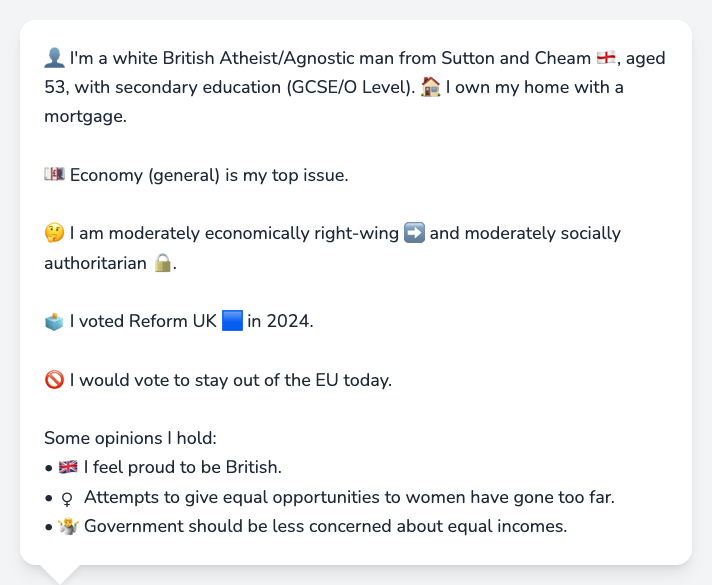 👤 I'm a white British Atheist/Agnostic man from Sutton and Cheam 🏴󠁧󠁢󠁥󠁮󠁧󠁿, aged
53, with secondary education (GCSE/O Level). 🏠 I own my home with a
mortgage.
💷 Economy (general) is my top issue.
🤔 I am moderately economically right-wing ➡️ and moderately socially
authoritarian 🔒.
🗳️ I voted Reform UK 🟦 in 2024.
🚫 I would vote to stay out of the EU today.
Some opinions I hold:
• 🇬🇧 I feel proud to be British.
• ♀ Attempts to give equal opportunities to women have gone too far.
• 🤷 Government should be less concerned about equal incomes.